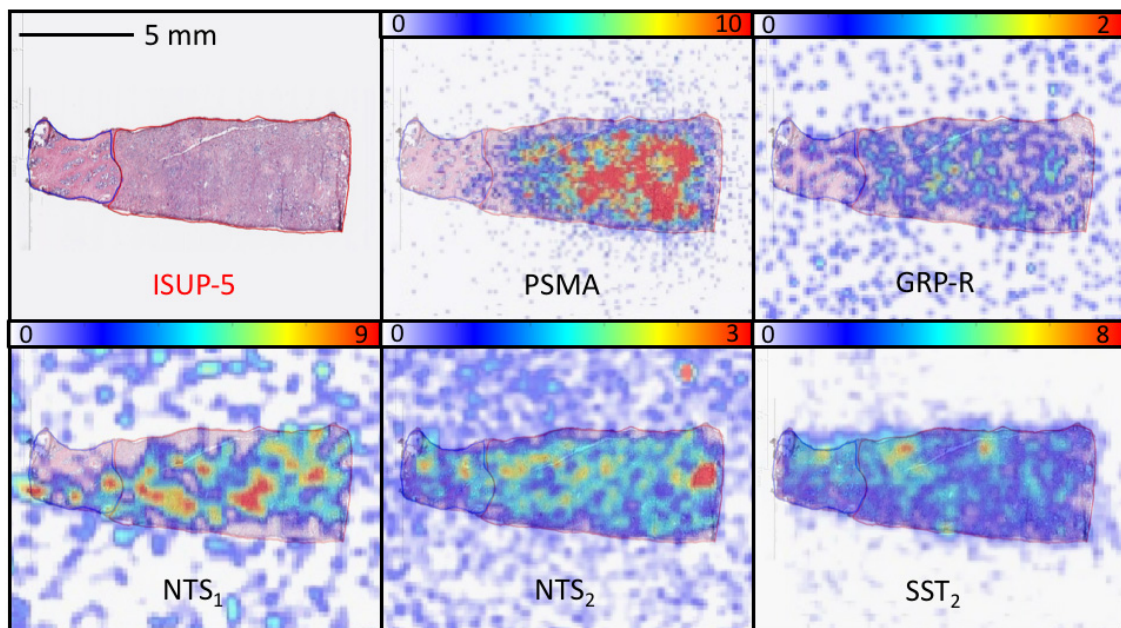 5 mm
ISUP-5
0 10
PSMA
0 2
GRP-R
0 9
NTS₁
0 3
NTS₂
0 8
SST₂